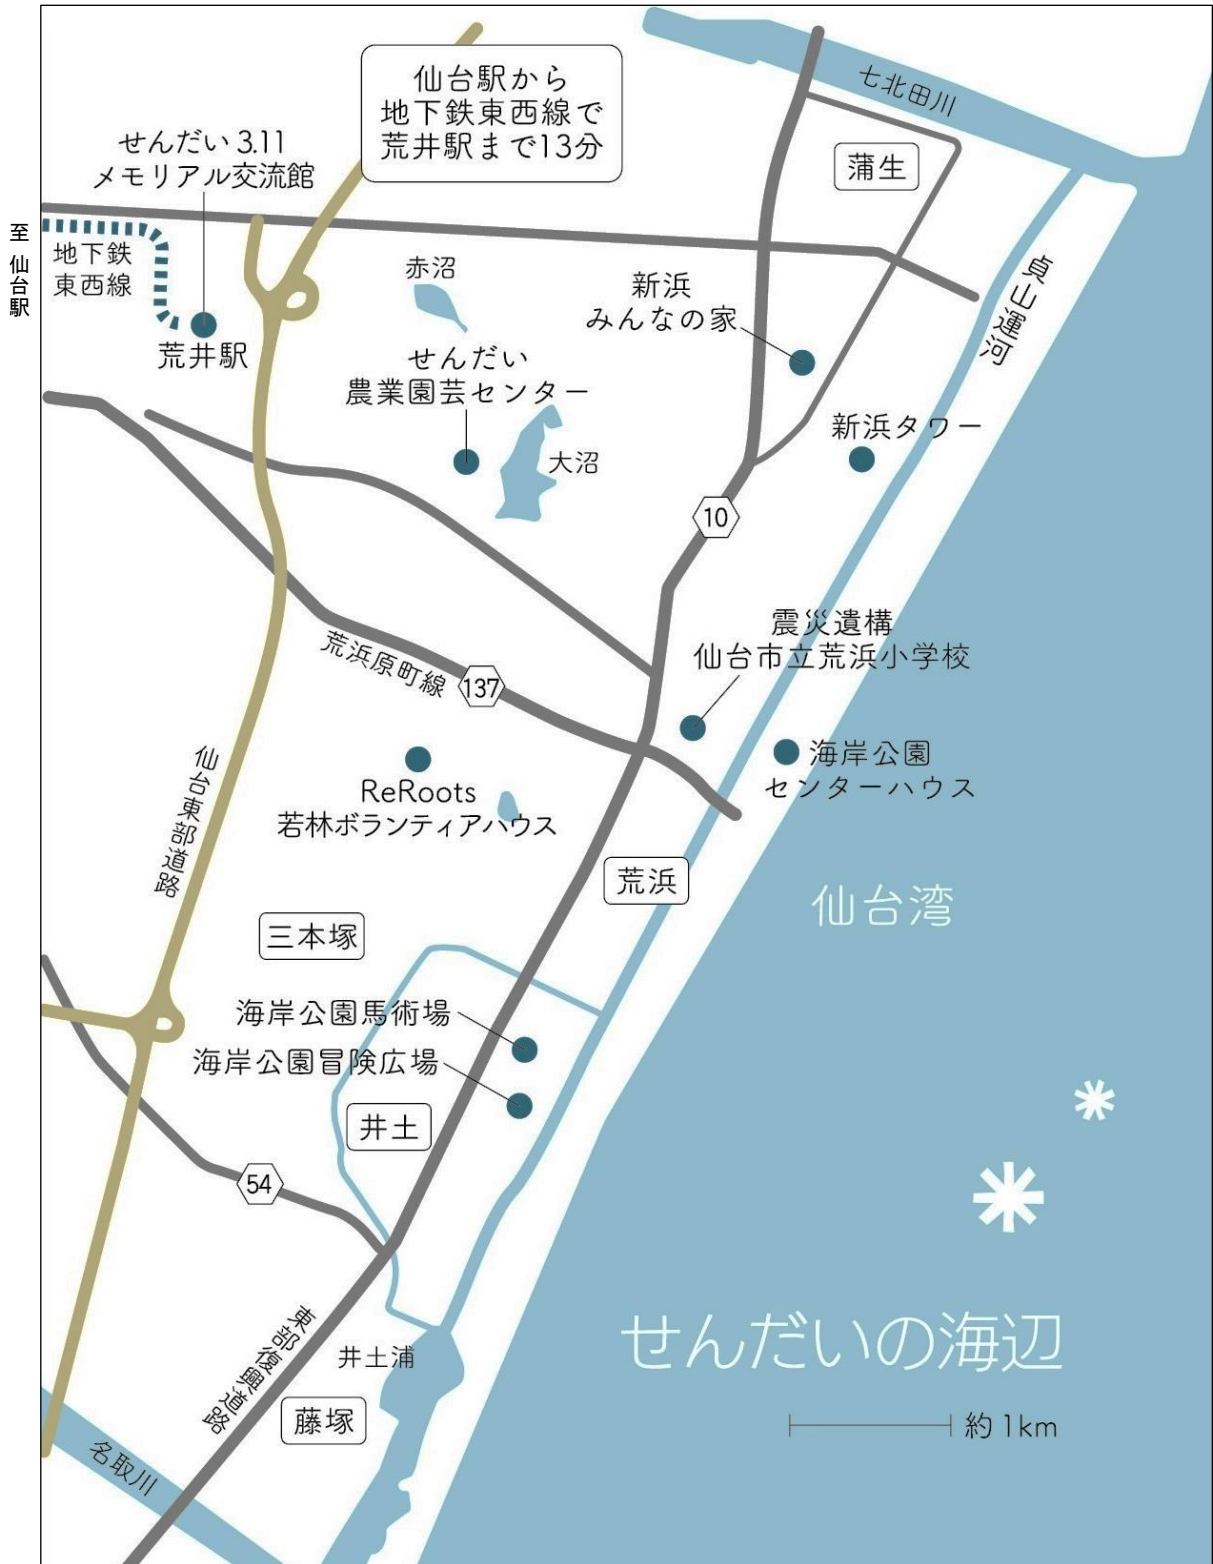 仙台駅から
地下鉄東西線で
荒井駅まで13分
七北田川
せんだい 3.11
メモリアル交流館
蒲生
至 仙台駅
地下鉄
東西線
赤沼
新浜
みんなの家
貞山運河
荒井駅
せんだい
農業園芸センター
新浜タワー
大沼
10
震災遺構
仙台市立荒浜小学校
荒浜原町線
137
仙台東部道路
海岸公園
センターハウス
ReRoots
若林ボランティアハウス
荒浜
仙台湾
三本塚
海岸公園馬術場
海岸公園冒険広場
井土
54
東部復興道路
せんだいの海辺
井土浦
藤塚
約 1km
名取川